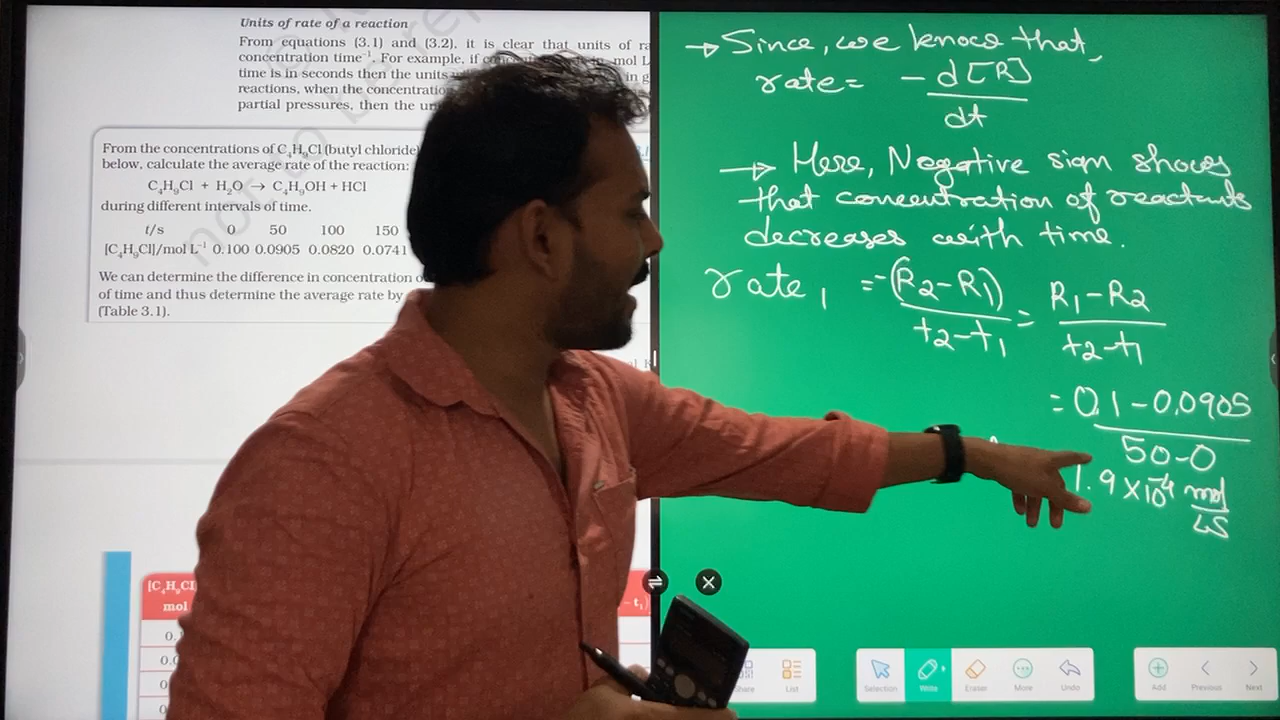 Units of rate of a reaction
From equations (3.1) and (3.2), it is clear that units of
concentration time⁻¹. For example, if mol L
time is in seconds then the units in
reactions, when the concentration
partial pressures, then the
From the concentrations of C₄H₉Cl (butyl chloride)
below, calculate the average rate of the reaction:
C₄H₉Cl + H₂O → C₄H₉OH + HCl
during different intervals of time.
t/s 0 50 100 150
[C₄H₉Cl]/mol L⁻¹ 0.100 0.0905 0.0820 0.0741
We can determine the difference in concentration
of time and thus determine the average rate by
(Table 3.1).
[C₄H₉Cl
mol
– t₁)
→ Since, we know that,
rate = -d[R]
dt
→ Here, Negative sign shows
that concentration of reactants
decreases with time.
rate₁ = -(R₂-R₁) = R₁-R₂
t₂-t₁ t₂-t₁
= 0.1-0.0905
50-0
1.9 × 10⁻⁴ mol
LS
List
Selection
Write
Eraser
More
Undo
Add
Previous
Next